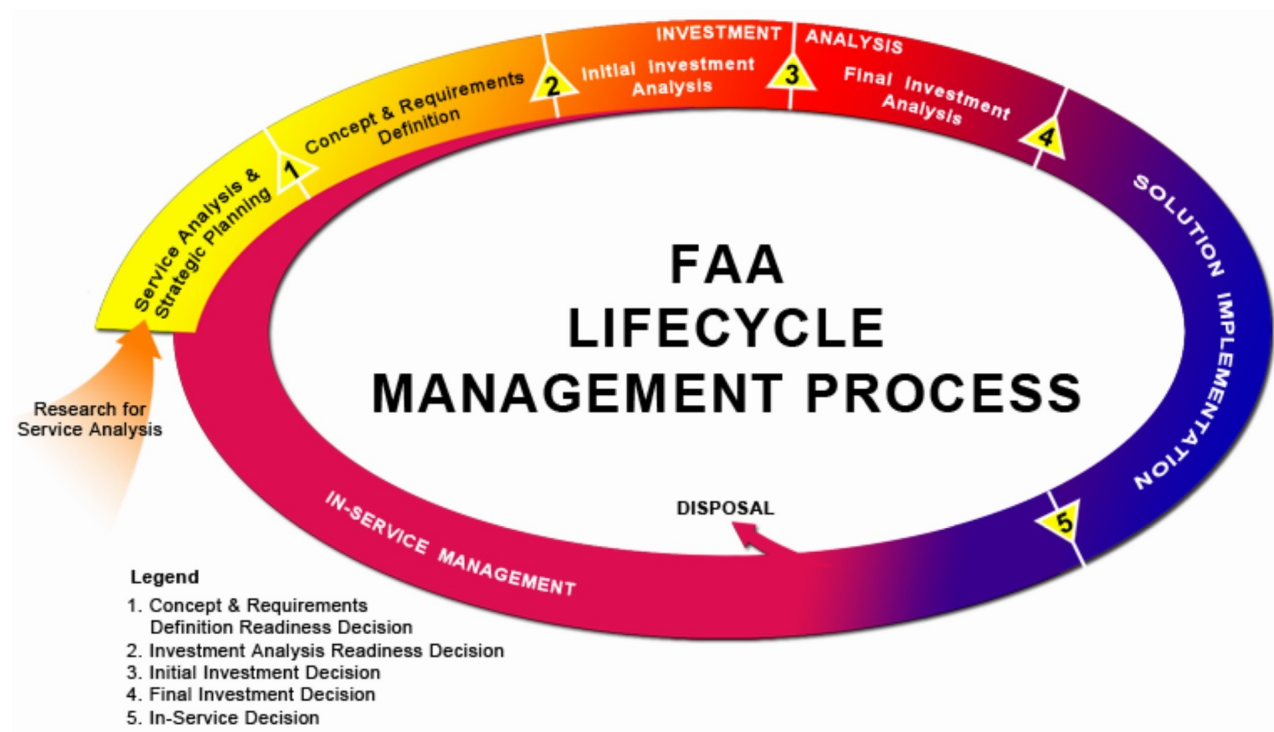 INVESTMENT ANALYSIS
Service Analysis &
Strategic Planning
1
Concept & Requirements
Definition
2
Initial Investment
Analysis
3
Final Investment
Analysis
4
SOLUTION IMPLEMENTATION
5
FAA
LIFECYCLE
MANAGEMENT PROCESS
Research for
Service Analysis
DISPOSAL
IN-SERVICE MANAGEMENT
Legend
1. Concept & Requirements
Definition Readiness Decision
2. Investment Analysis Readiness Decision
3. Initial Investment Decision
4. Final Investment Decision
5. In-Service Decision